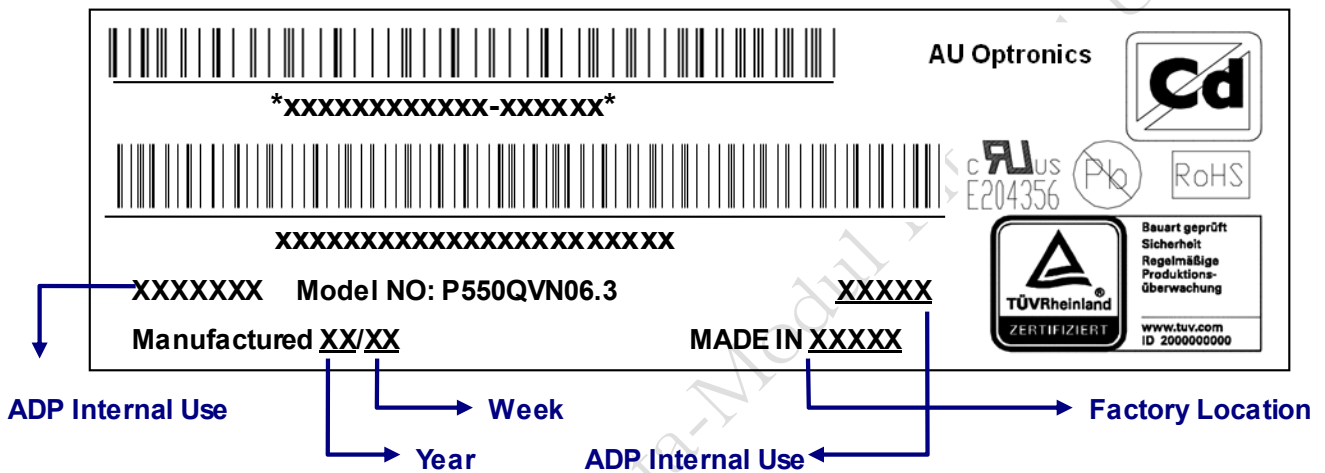 AU Optronics
Cd
*xxxxxxxxxxxx-xxxxxx*
c RU US
E204356
Pb
RoHS
xxxxxxxxxxxxxxxxxxxxxxx
Bauart geprüft
Sicherheit
Regelmäßige
Produktions-
überwachung
www.tuv.com
ID 2000000000
TÜVRheinland®
ZERTIFIZIERT
XXXXXXX Model NO: P550QVN06.3 XXXXX
Manufactured XX/XX MADE IN XXXXX
ADP Internal Use
Week
Factory Location
Year
ADP Internal Use